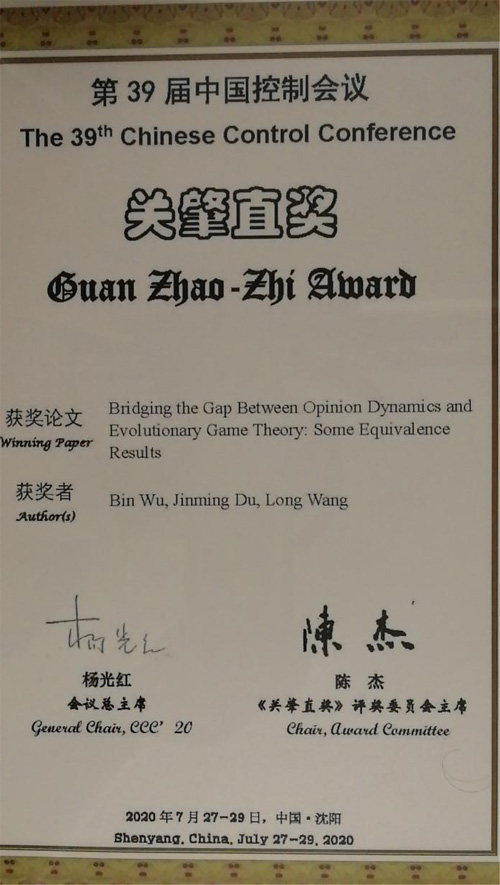 第 39 届中国控制会议
The 39th Chinese Control Conference
关肇直奖
Guan Zhao-Zhi Award
获奖论文
Winning Paper
Bridging the Gap Between Opinion Dynamics and
Evolutionary Game Theory: Some Equivalence
Results
获奖者
Author(s)
Bin Wu, Jinming Du, Long Wang
杨光红
陈杰
杨光红
会议总主席
General Chair, CCC' 20
陈 杰
《关肇直奖》评奖委员会主席
Chair, Award Committee
2020 年 7 月 27-29 日，中国·沈阳
Shenyang, China, July 27-29, 2020